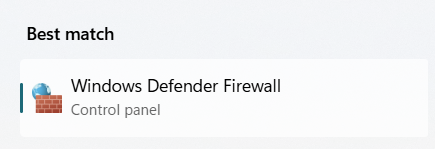 Best match
Windows Defender Firewall
Control panel